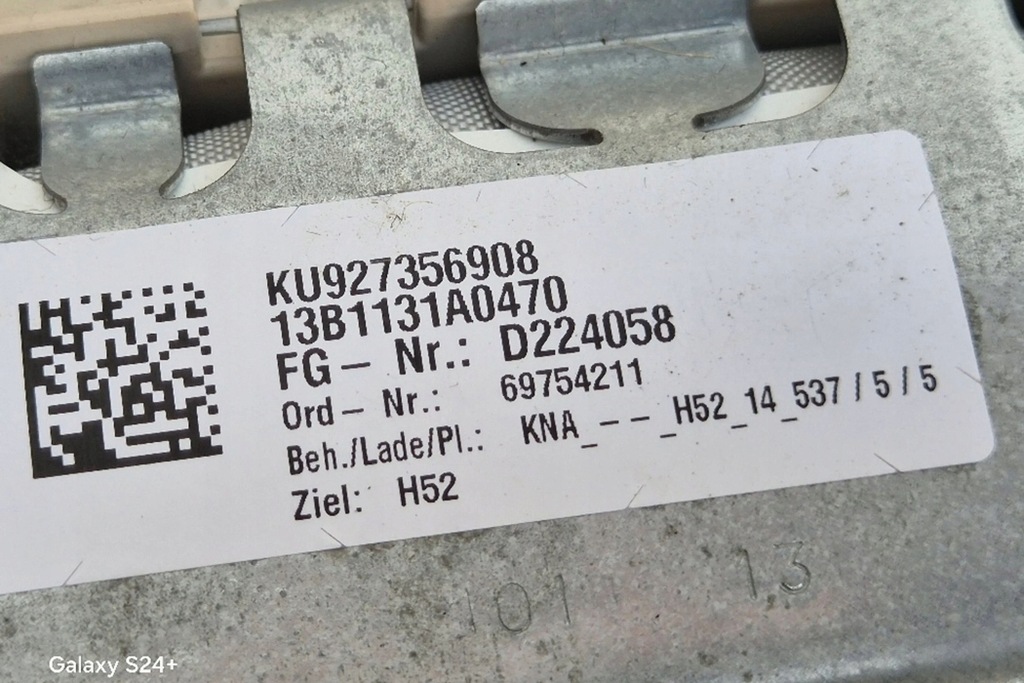 KU927356908
13B1131A0470
FG- Nr.: D224058
Ord- Nr.: 69754211
Beh./Lade/Pl.: KNA_--_H52_14_537/5/5
Ziel: H52
101 13
Galaxy S24+